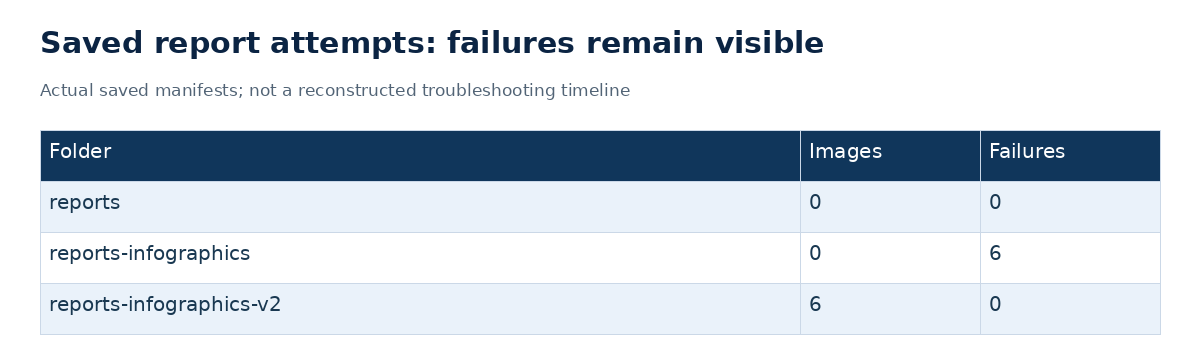 Saved report attempts: failures remain visible
Actual saved manifests; not a reconstructed troubleshooting timeline
Folder Images Failures
reports 0 0
reports-infographics 0 6
reports-infographics-v2 6 0